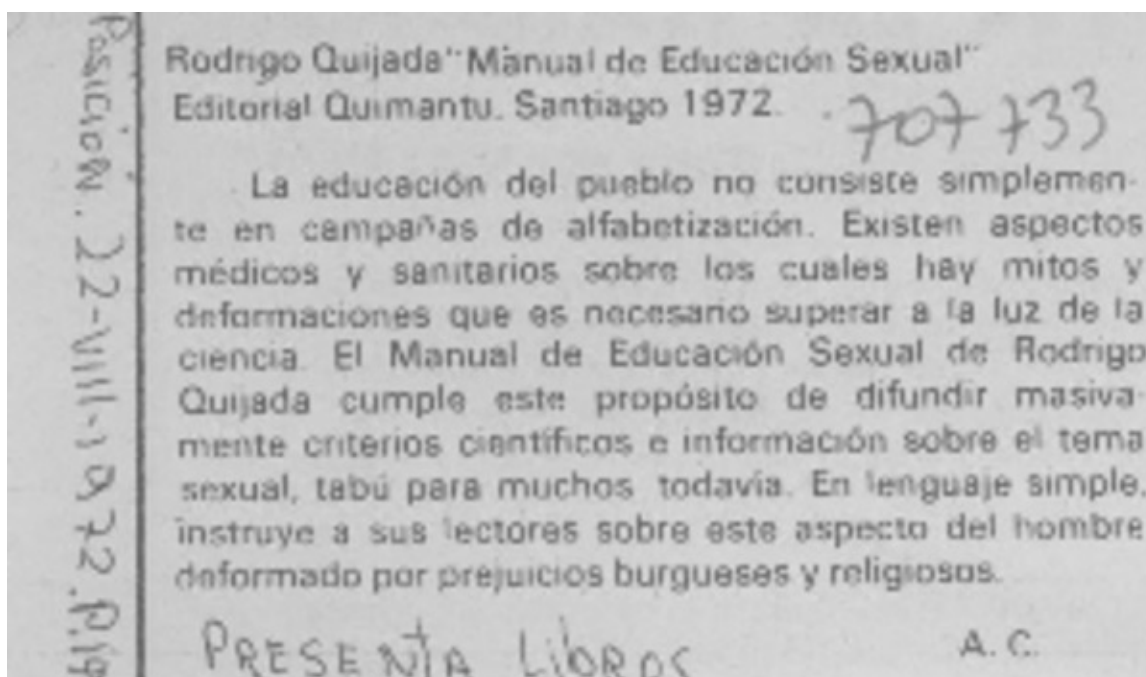 Posición. 22-VIII-1972. P.19
Rodrigo Quijada "Manual de Educación Sexual"
Editorial Quimantu. Santiago 1972.
707 733
La educación del pueblo no consiste simplemen-
te en campañas de alfabetización. Existen aspectos
médicos y sanitarios sobre los cuales hay mitos y
deformaciones que es necesario superar a la luz de la
ciencia. El Manual de Educación Sexual de Rodrigo
Quijada cumple este propósito de difundir masiva-
mente criterios científicos e información sobre el tema
sexual, tabú para muchos todavía. En lenguaje simple,
instruye a sus lectores sobre este aspecto del hombre
deformado por prejuicios burgueses y religiosos.
A. C.
PRESENTA LIBROS